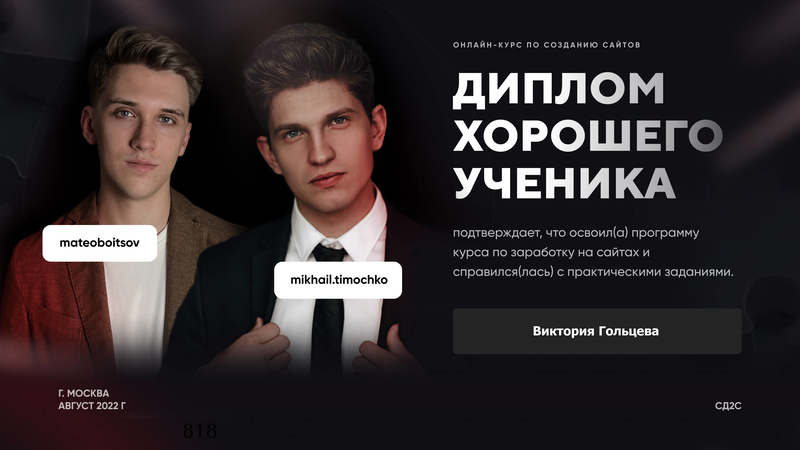 ОНЛАЙН-КУРС ПО СОЗДАНИЮ САЙТОВ
ДИПЛОМ
ХОРОШЕГО
УЧЕНИКА
подтверждает, что освоил(а) программу
курса по заработку на сайтах и
справился(лась) с практическими заданиями.
Виктория Гольцева
mateoboitsov
mikhail.timochko
Г. МОСКВА
АВГУСТ 2022 Г
СД2С
818